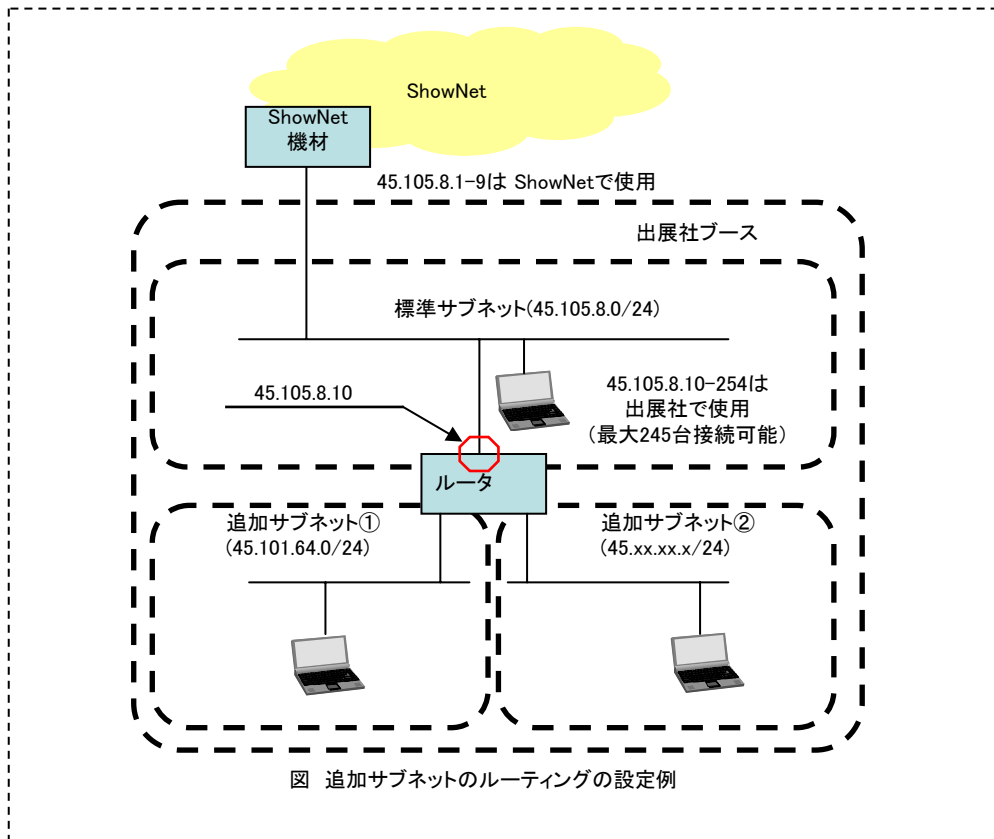 ShowNet
ShowNet
機材
45.105.8.1-9は ShowNetで使用
出展社ブース
標準サブネット(45.105.8.0/24)
45.105.8.10
45.105.8.10-254は
出展社で使用
(最大245台接続可能)
ルータ
追加サブネット①
(45.101.64.0/24)
追加サブネット②
(45.xx.xx.x/24)
図 追加サブネットのルーティングの設定例